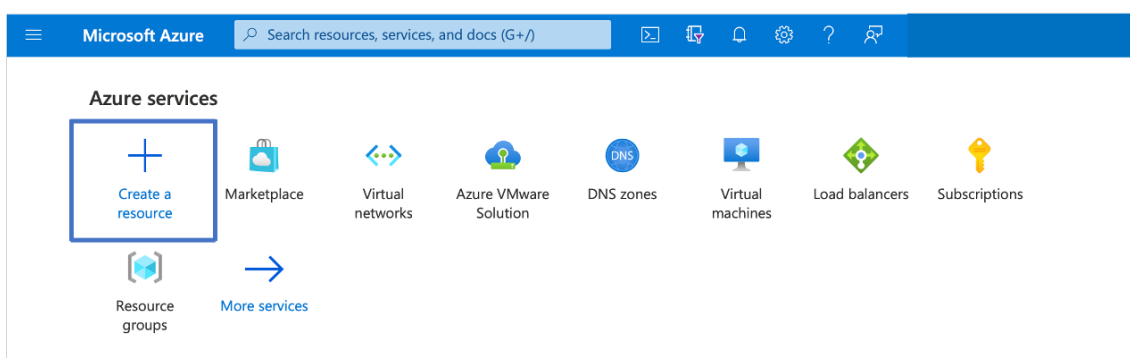 Microsoft Azure
Search resources, services, and docs (G+/)
Azure services
Create a
resource
Marketplace
Virtual
networks
Azure VMware
Solution
DNS
DNS zones
Virtual
machines
Load balancers
Subscriptions
Resource
groups
More services